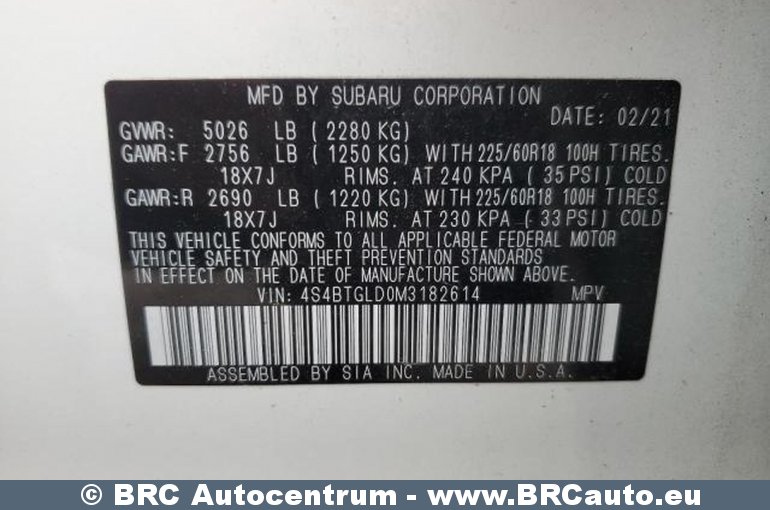 MFD BY SUBARU CORPORATION
DATE: 02/21
GVWR: 5026 LB ( 2280 KG)
GAWR:F 2756 LB ( 1250 KG) WITH 225/60R18 100H TIRES.
18X7J RIMS. AT 240 KPA ( 35 PSI) COLD
GAWR:R 2690 LB ( 1220 KG) WITH 225/60R18 100H TIRES.
18X7J RIMS. AT 230 KPA ( 33 PSI) COLD
THIS VEHICLE CONFORMS TO ALL APPLICABLE FEDERAL MOTOR
VEHICLE SAFETY AND THEFT PREVENTION STANDARDS
IN EFFECT ON THE DATE OF MANUFACTURE SHOWN ABOVE.
VIN: 4S4BTGLD0M3182614 MPV
ASSEMBLED BY SIA INC. MADE IN U.S.A.
© BRC Autocentrum - www.BRCauto.eu